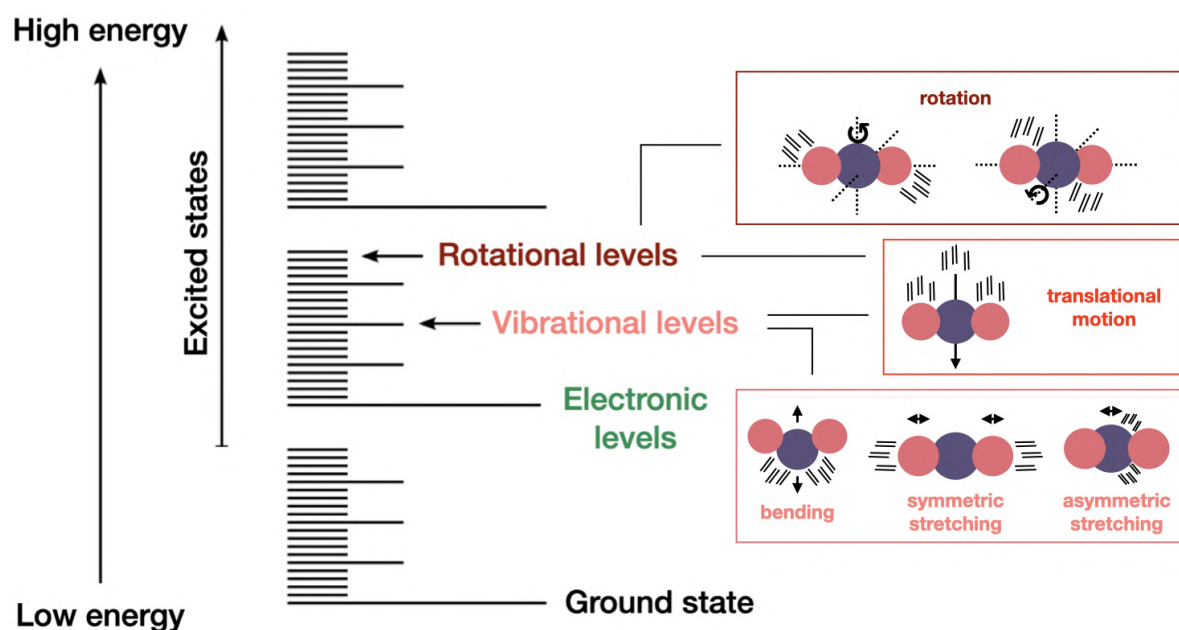 High energy
Excited states
Low energy
Rotational levels
Vibrational levels
Electronic
levels
Ground state
rotation
translational
motion
bending
symmetric
stretching
asymmetric
stretching